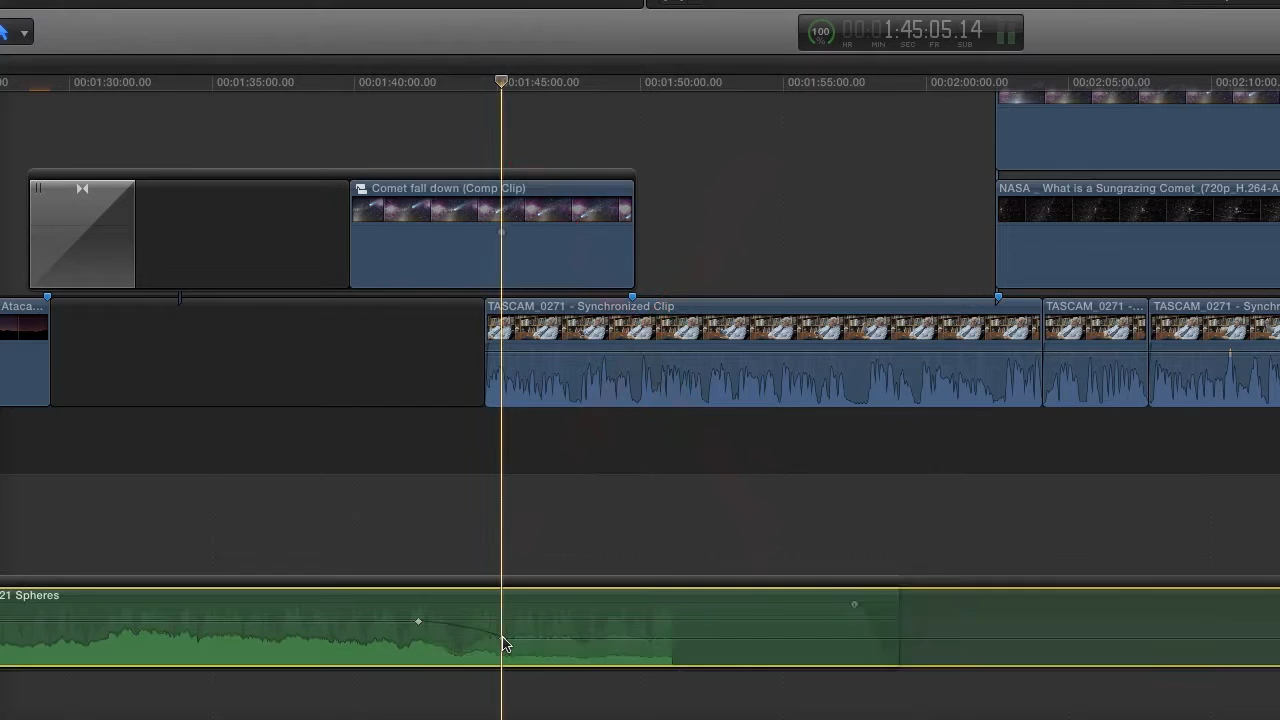 100
%
00:01:45:05.14
HR MIN SEC FR SUB
00:01:30:00.00
00:01:35:00.00
00:01:40:00.00
00:01:45:00.00
00:01:50:00.00
00:01:55:00.00
00:02:00:00.00
00:02:05:00.00
00:02:10:00
Comet fall down (Comp Clip)
NASA _ What is a Sungrazing Comet_(720p_H.264-A
Ataca...
TASCAM_0271 - Synchronized Clip
TASCAM_0271 -...
TASCAM_0271 - Synchr
21 Spheres